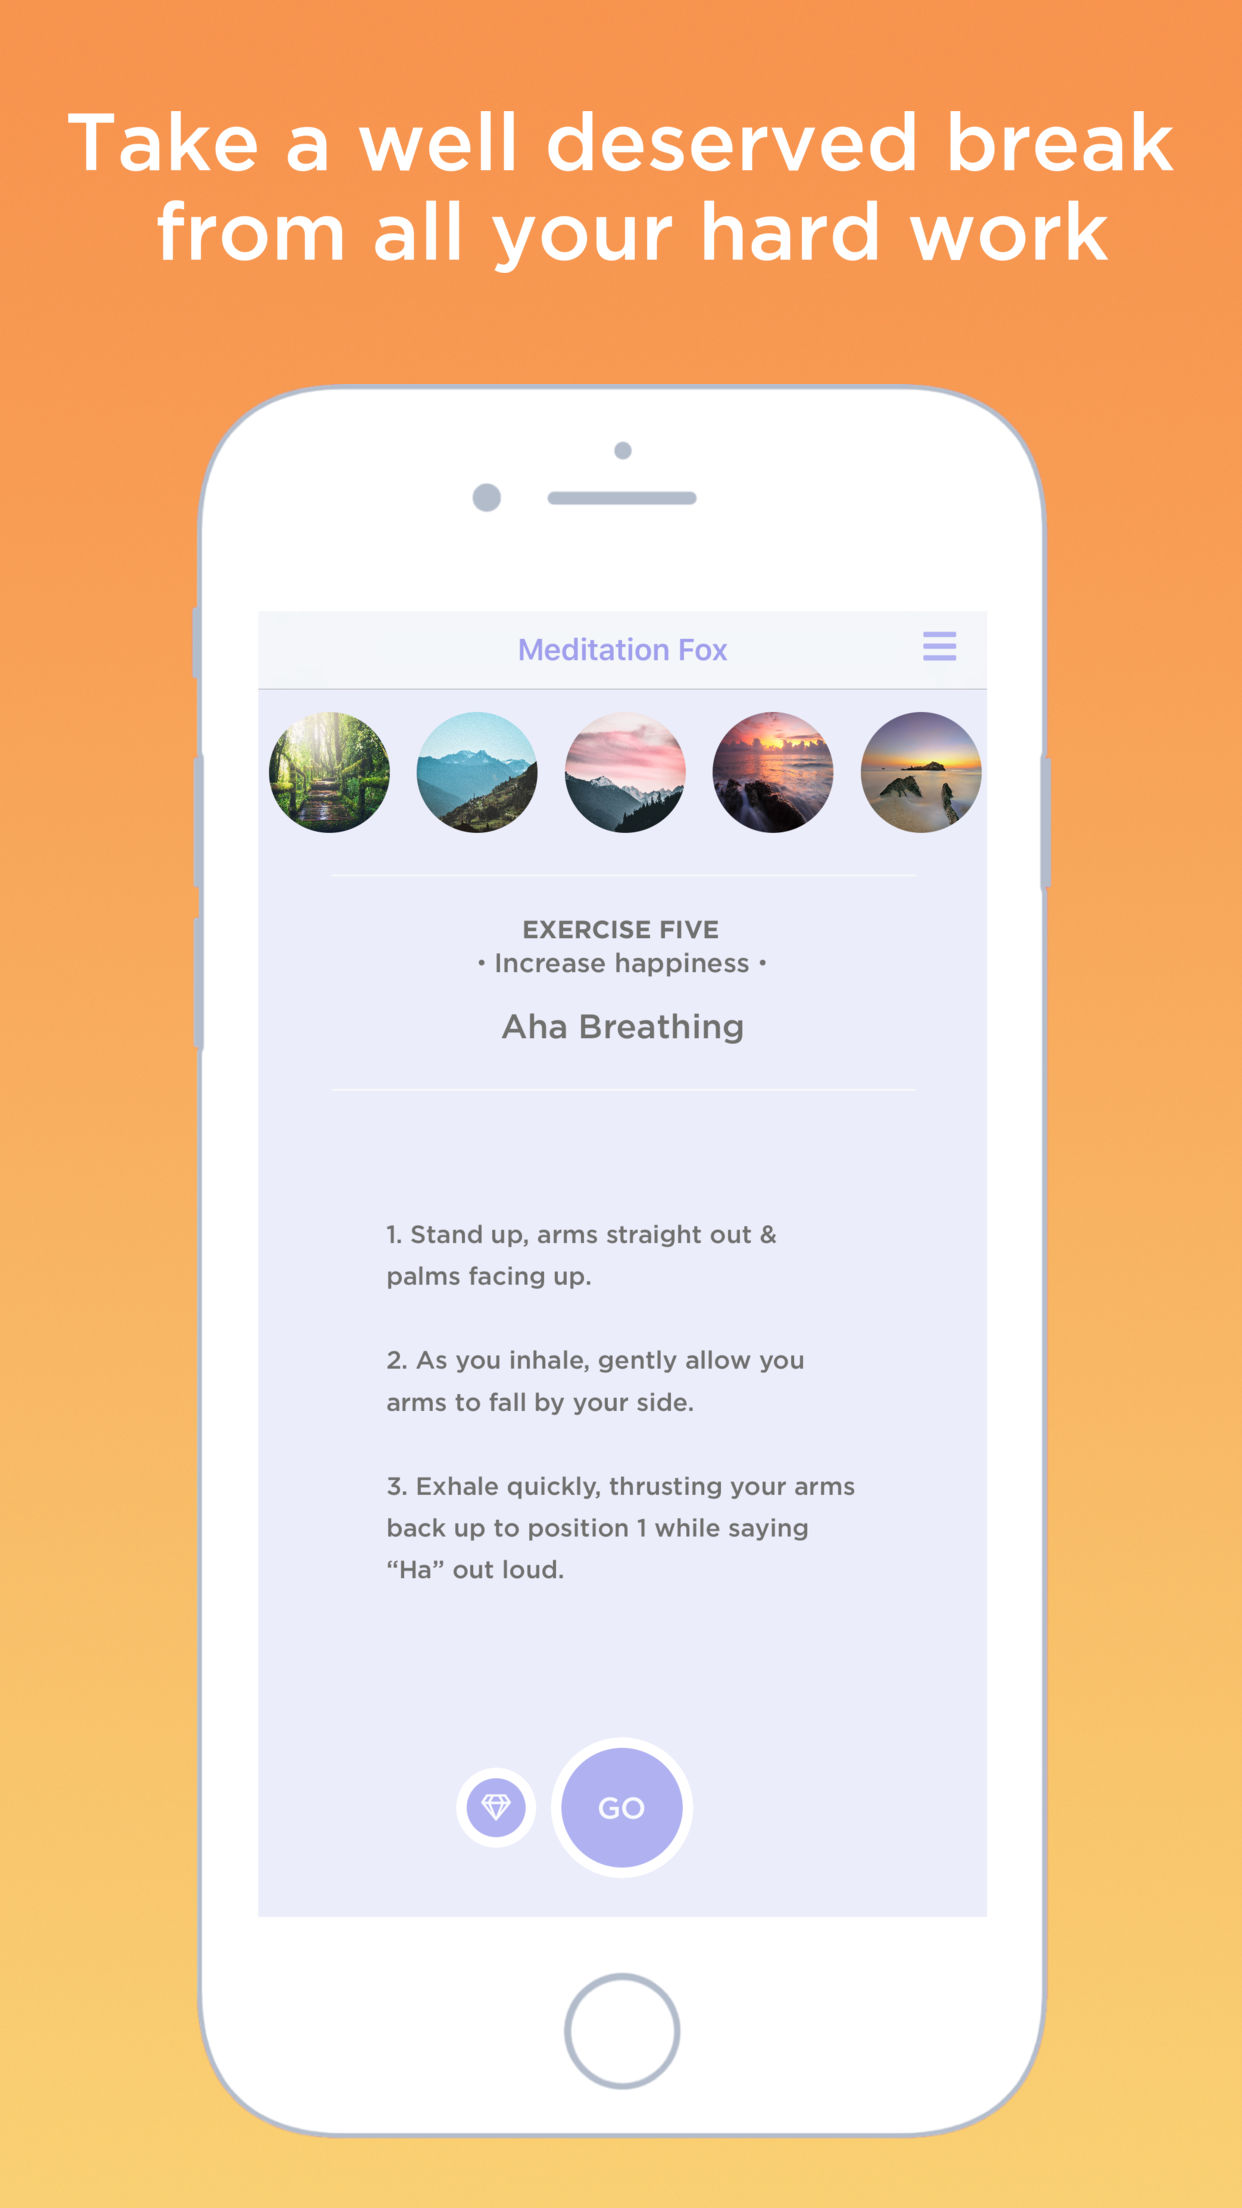 Take a well deserved break
from all your hard work
Meditation Fox
EXERCISE FIVE
• Increase happiness •
Aha Breathing
1. Stand up, arms straight out &
palms facing up.
2. As you inhale, gently allow you
arms to fall by your side.
3. Exhale quickly, thrusting your arms
back up to position 1 while saying
“Ha” out loud.
GO